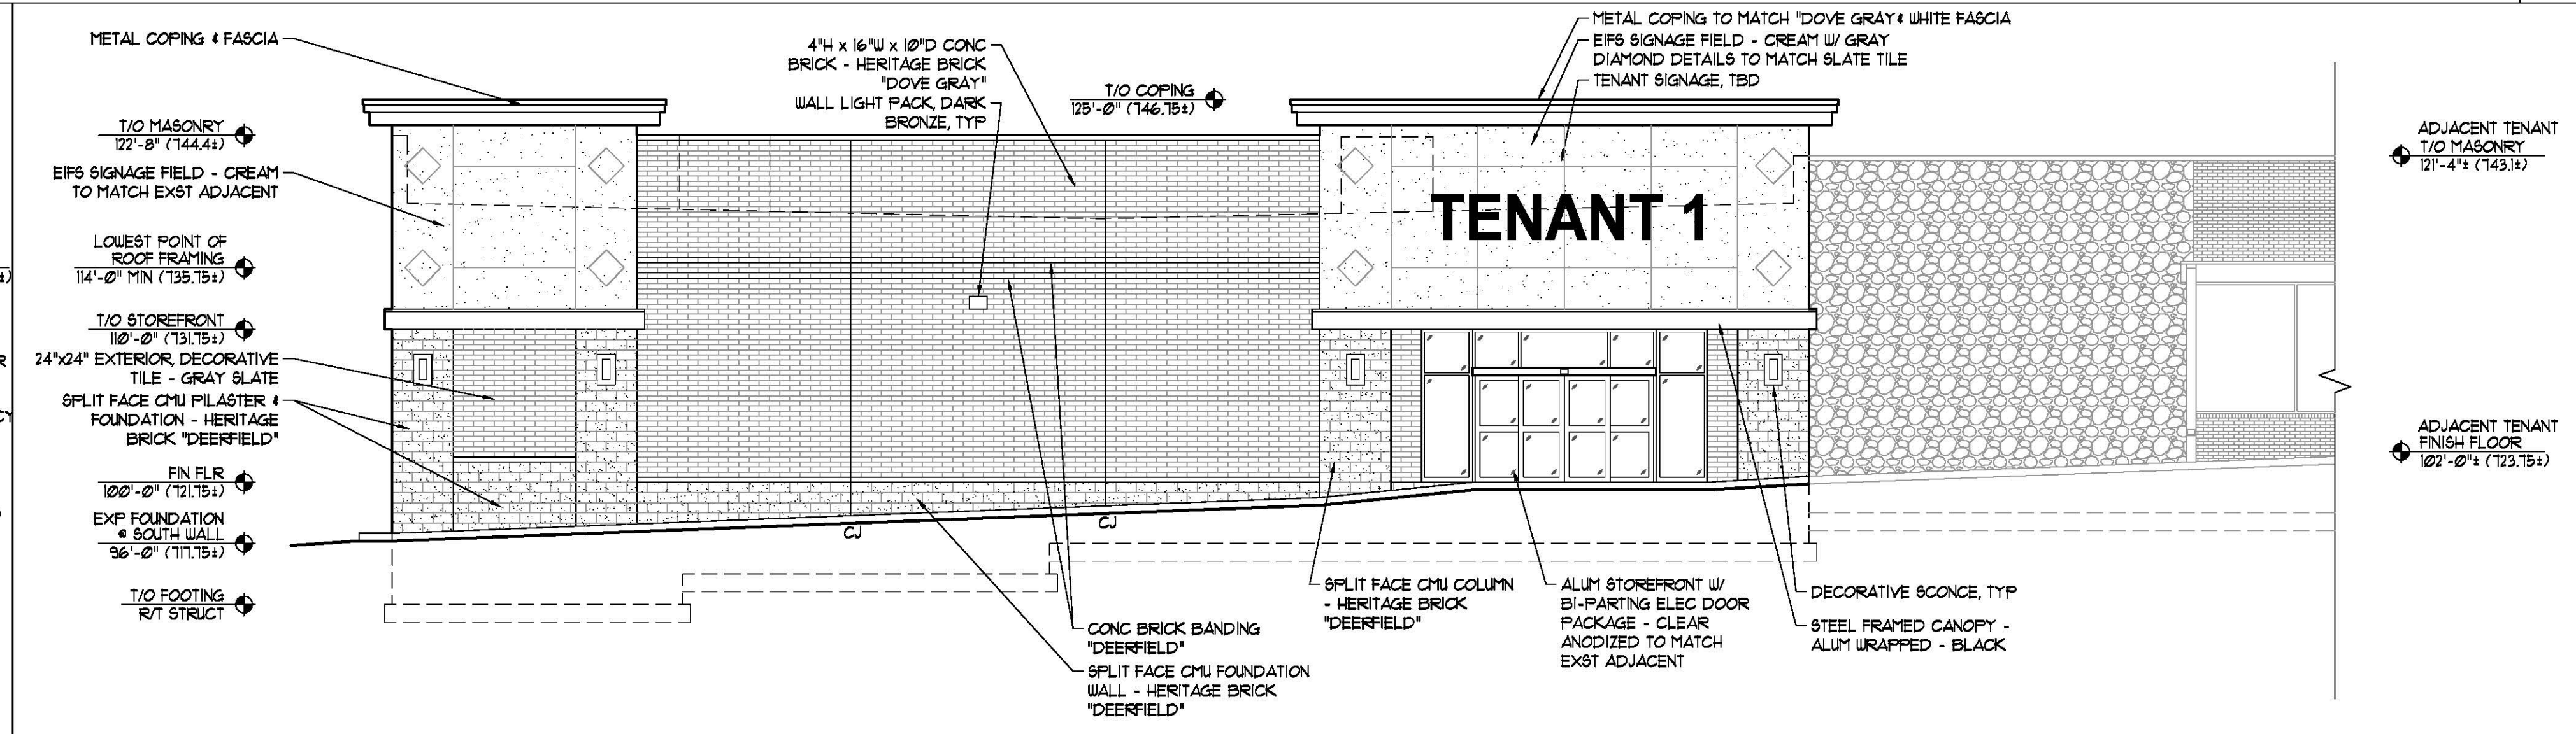 METAL COPING & FASCIA
T/O MASONRY
122'-8" (744.4±)
EIFS SIGNAGE FIELD - CREAM
TO MATCH EXST ADJACENT
LOWEST POINT OF
ROOF FRAMING
114'-0" MIN (735.75±)
T/O STOREFRONT
110'-0" (731.75±)
24"x24" EXTERIOR, DECORATIVE
TILE - GRAY SLATE
SPLIT FACE CMU PILASTER &
FOUNDATION - HERITAGE
BRICK "DEERFIELD"
FIN FLR
100'-0" (721.75±)
EXP FOUNDATION
@ SOUTH WALL
96'-0" (717.75±)
T/O FOOTING
R/T STRUCT
4"H x 16"W x 10"D CONC
BRICK - HERITAGE BRICK
"DOVE GRAY"
WALL LIGHT PACK, DARK
BRONZE, TYP
T/O COPING
125'-0" (746.75±)
METAL COPING TO MATCH "DOVE GRAY & WHITE FASCIA
EIFS SIGNAGE FIELD - CREAM W/ GRAY
DIAMOND DETAILS TO MATCH SLATE TILE
TENANT SIGNAGE, TBD
TENANT 1
ADJACENT TENANT
T/O MASONRY
121'-4"± (743.1±)
ADJACENT TENANT
FINISH FLOOR
102'-0"± (723.75±)
CJ
CJ
CONC BRICK BANDING
"DEERFIELD"
SPLIT FACE CMU FOUNDATION
WALL - HERITAGE BRICK
"DEERFIELD"
SPLIT FACE CMU COLUMN
- HERITAGE BRICK
"DEERFIELD"
ALUM STOREFRONT W/
BI-PARTING ELEC DOOR
PACKAGE - CLEAR
ANODIZED TO MATCH
EXST ADJACENT
DECORATIVE SCONCE, TYP
STEEL FRAMED CANOPY -
ALUM WRAPPED - BLACK